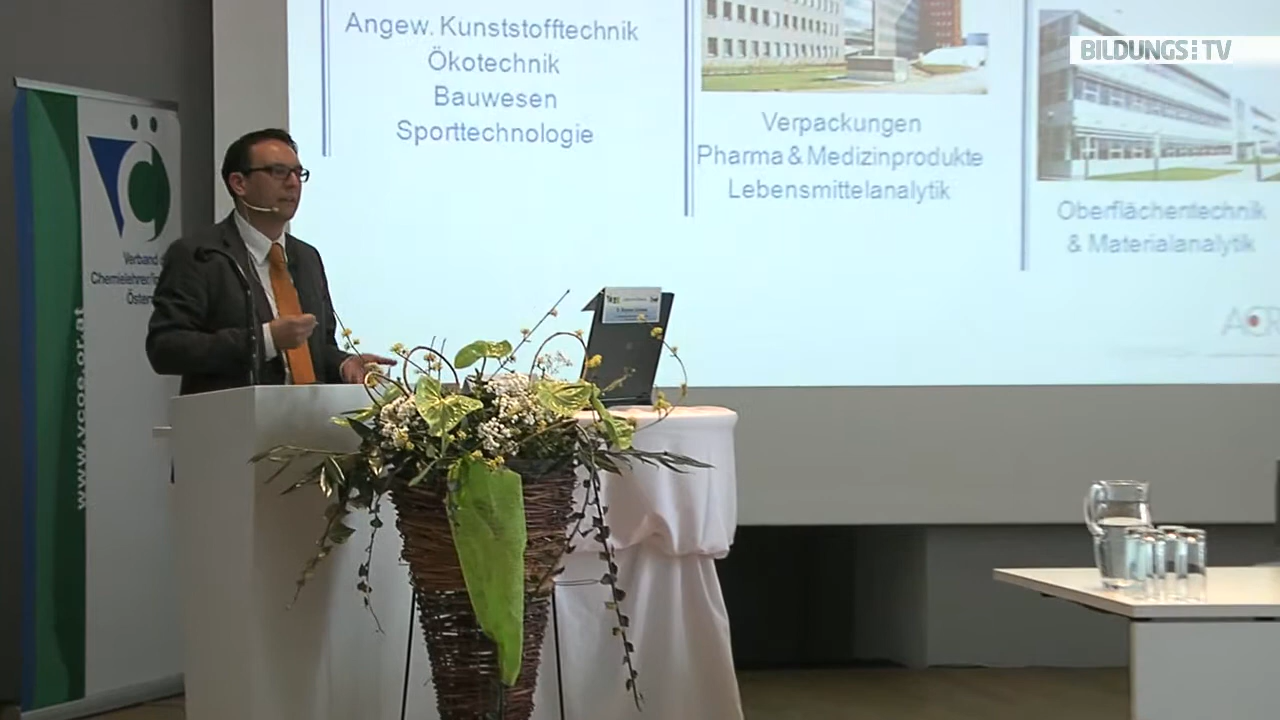 Angew. Kunststofftechnik
Ökotechnik
Bauwesen
Sporttechnologie
Verpackungen
Pharma & Medizinprodukte
Lebensmittelanalytik
Oberflächentechnik
& Materialanalytik
BILDUNGS TV
Verband
Chemielehrer/
Öster
www.vcoe.or.at